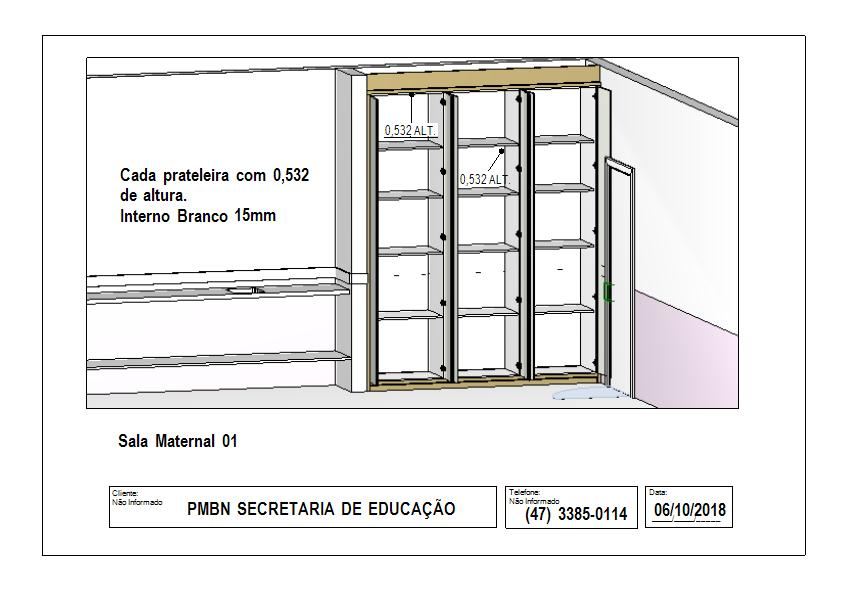 0,532 ALT.
0,532 ALT.
Cada prateleira com 0,532
de altura.
Interno Branco 15mm
Sala Maternal 01
Cliente:
Não Informado
PMBN SECRETARIA DE EDUCAÇÃO
Telefone:
Não Informado
(47) 3385-0114
Data:
06/10/2018